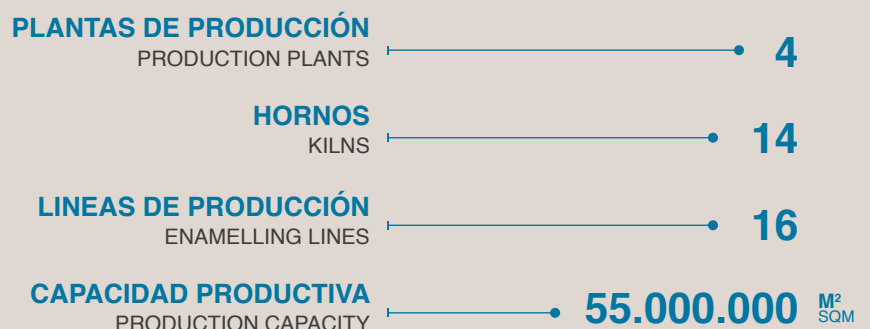 PLANTAS DE PRODUCCIÓN
PRODUCTION PLANTS
4
HORNOS
KILNS
14
LINEAS DE PRODUCCIÓN
ENAMELLING LINES
16
CAPACIDAD PRODUCTIVA
PRODUCTION CAPACITY
55.000.000 M²
SQM